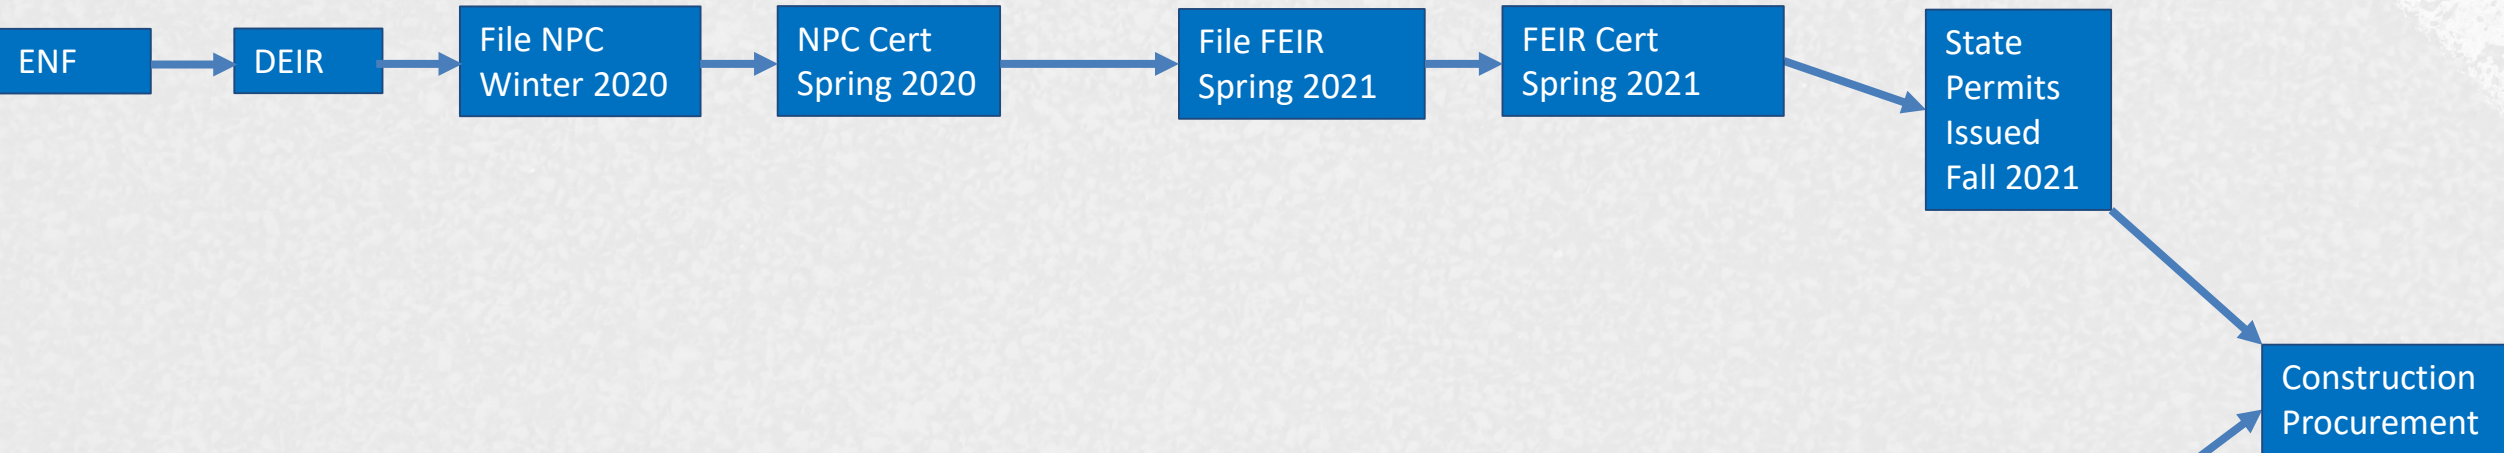 ENF
DEIR
File NPC
Winter 2020
NPC Cert
Spring 2020
File FEIR
Spring 2021
FEIR Cert
Spring 2021
State
Permits
Issued
Fall 2021
Construction
Procurement